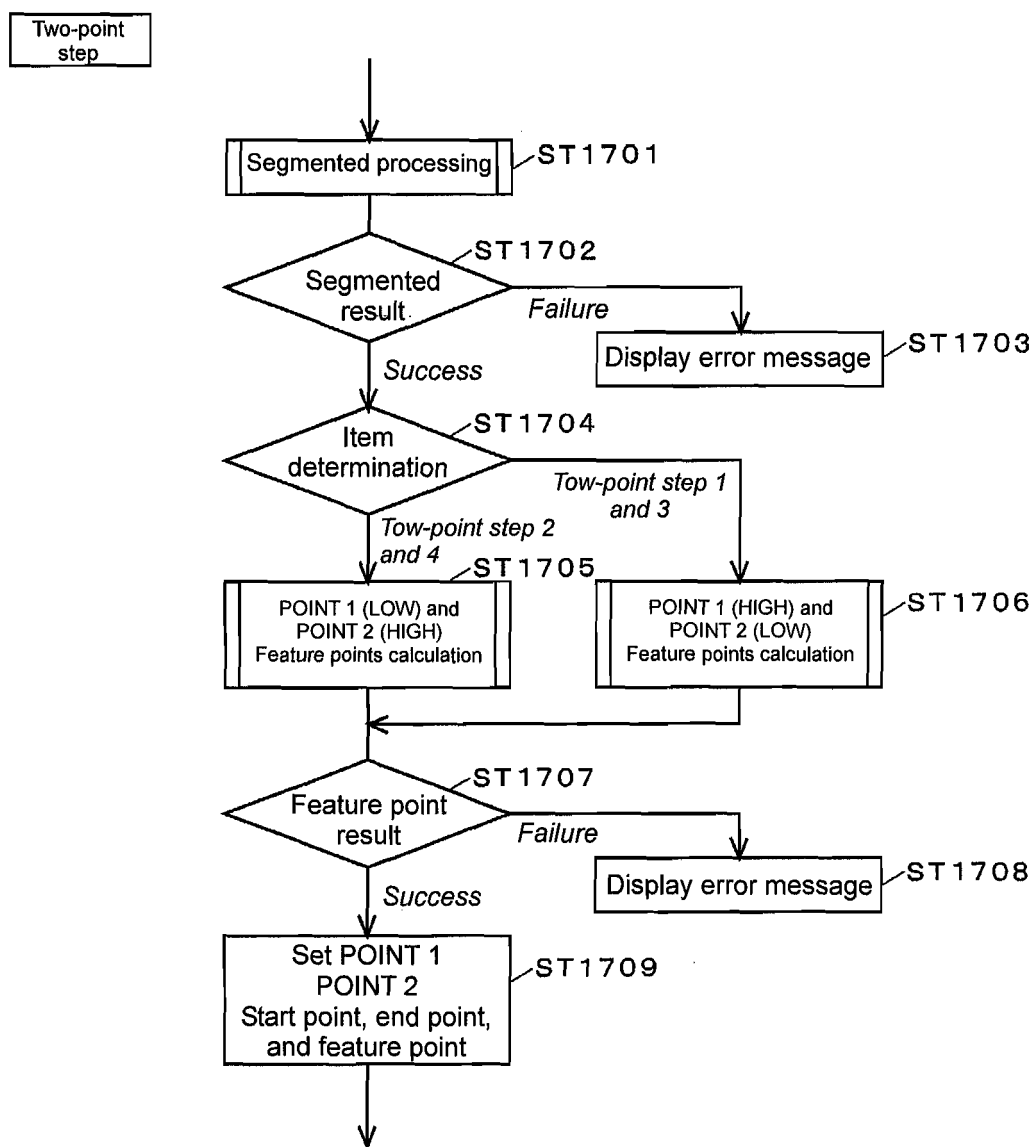 Two-point
step
Segmented processing
ST1701
Segmented
result
ST1702
Failure
Display error message
ST1703
Success
Item
determination
ST1704
Tow-point step 1
and 3
Tow-point step 2
and 4
POINT 1 (LOW) and
POINT 2 (HIGH)
Feature points calculation
ST1705
POINT 1 (HIGH) and
POINT 2 (LOW)
Feature points calculation
ST1706
Feature point
result
ST1707
Failure
Display error message
ST1708
Success
Set POINT 1
POINT 2
Start point, end point,
and feature point
ST1709